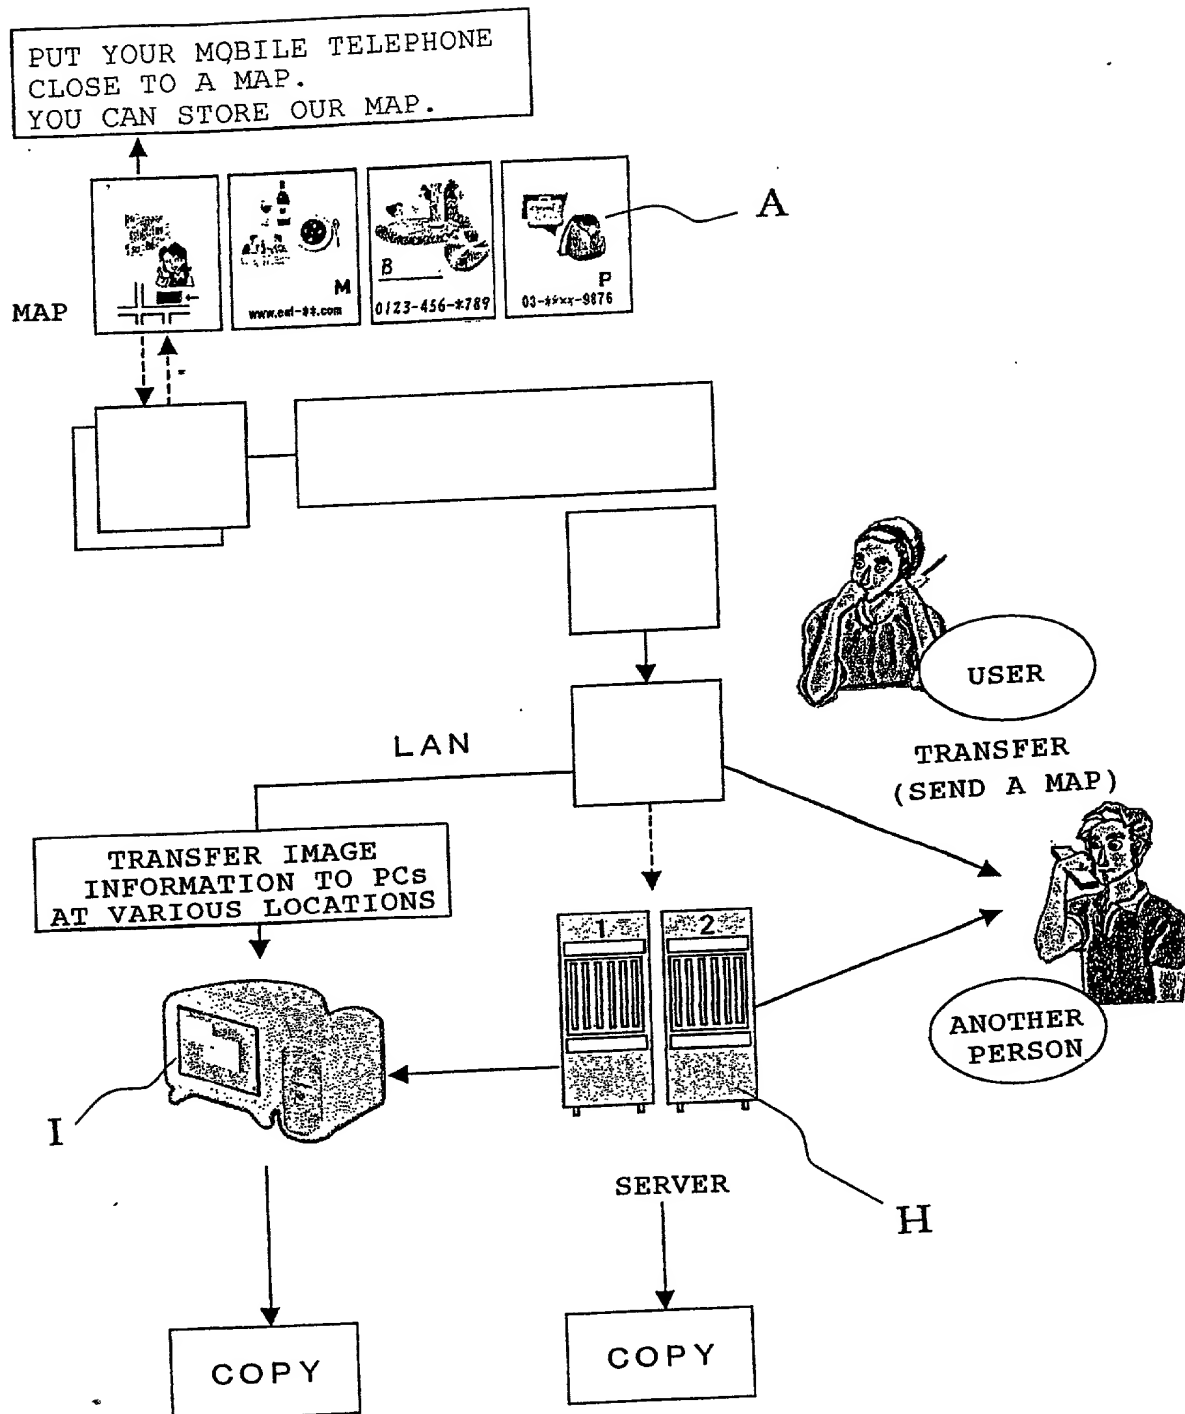 PUT YOUR MOBILE TELEPHONE
CLOSE TO A MAP.
YOU CAN STORE OUR MAP.
A
MAP
M
B
P
www.eat-**.com
0123-456-*789
03-****-9876
USER
LAN
TRANSFER
(SEND A MAP)
TRANSFER IMAGE
INFORMATION TO PCs
AT VARIOUS LOCATIONS
1
2
ANOTHER
PERSON
I
SERVER
H
COPY
COPY